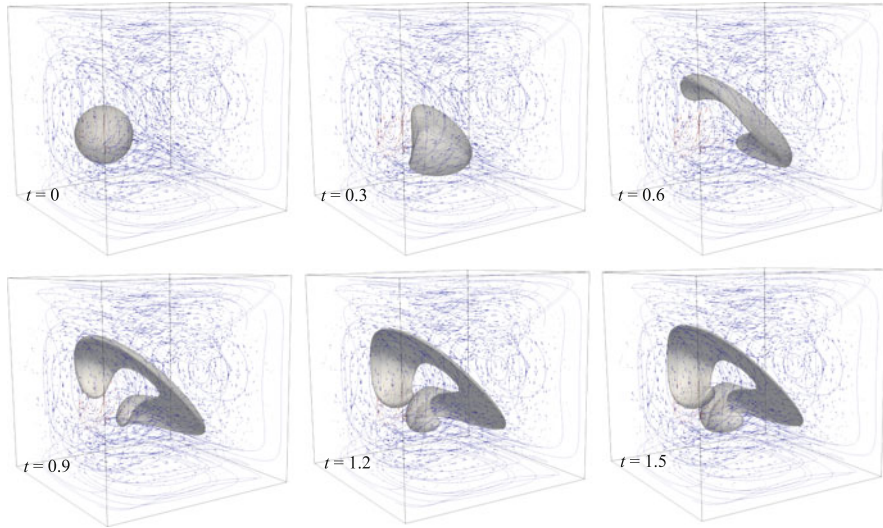 t = 0
t = 0.3
t = 0.6
t = 0.9
t = 1.2
t = 1.5